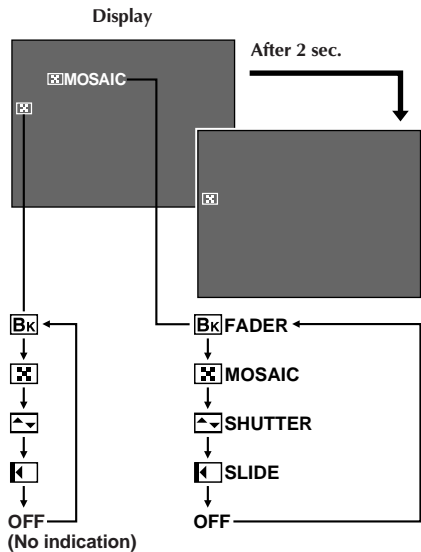 Display
After 2 sec.
MOSAIC
BK
BK FADER
MOSAIC
SHUTTER
SLIDE
OFF
(No indication)
OFF